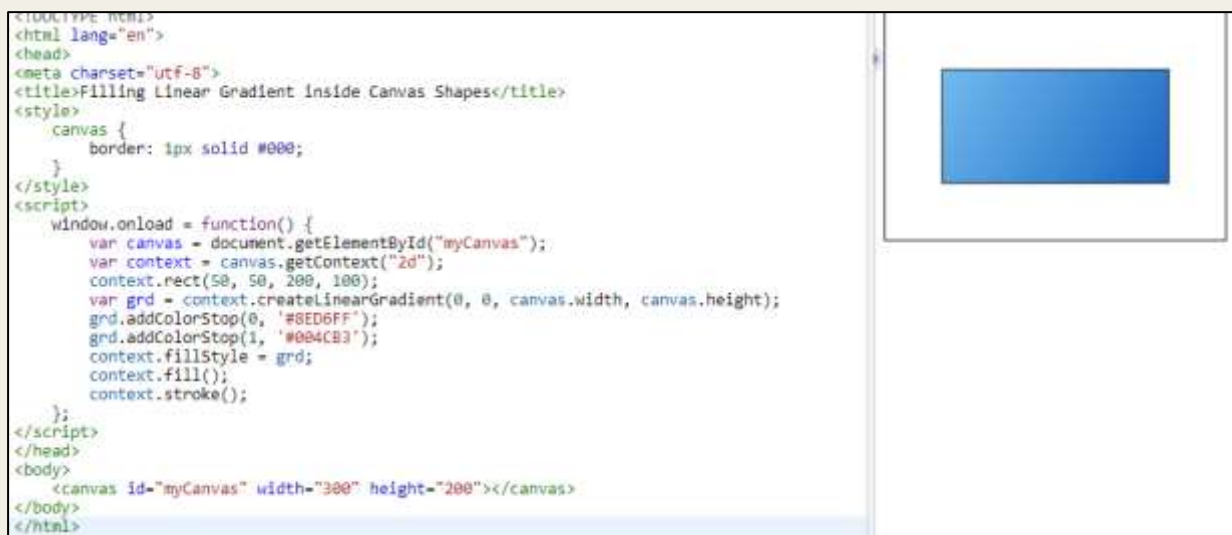 <!DOCTYPE html>
<html lang="en">
<head>
<meta charset="utf-8">
<title>Filling Linear Gradient inside Canvas Shapes</title>
<style>
    canvas {
        border: 1px solid #000;
    }
</style>
<script>
    window.onload = function() {
        var canvas = document.getElementById("myCanvas");
        var context = canvas.getContext("2d");
        context.rect(50, 50, 200, 100);
        var grd = context.createLinearGradient(0, 0, canvas.width, canvas.height);
        grd.addColorStop(0, '#8ED6FF');
        grd.addColorStop(1, '#004CB3');
        context.fillStyle = grd;
        context.fill();
        context.stroke();
    };
</script>
</head>
<body>
    <canvas id="myCanvas" width="300" height="200"></canvas>
</body>
</html>